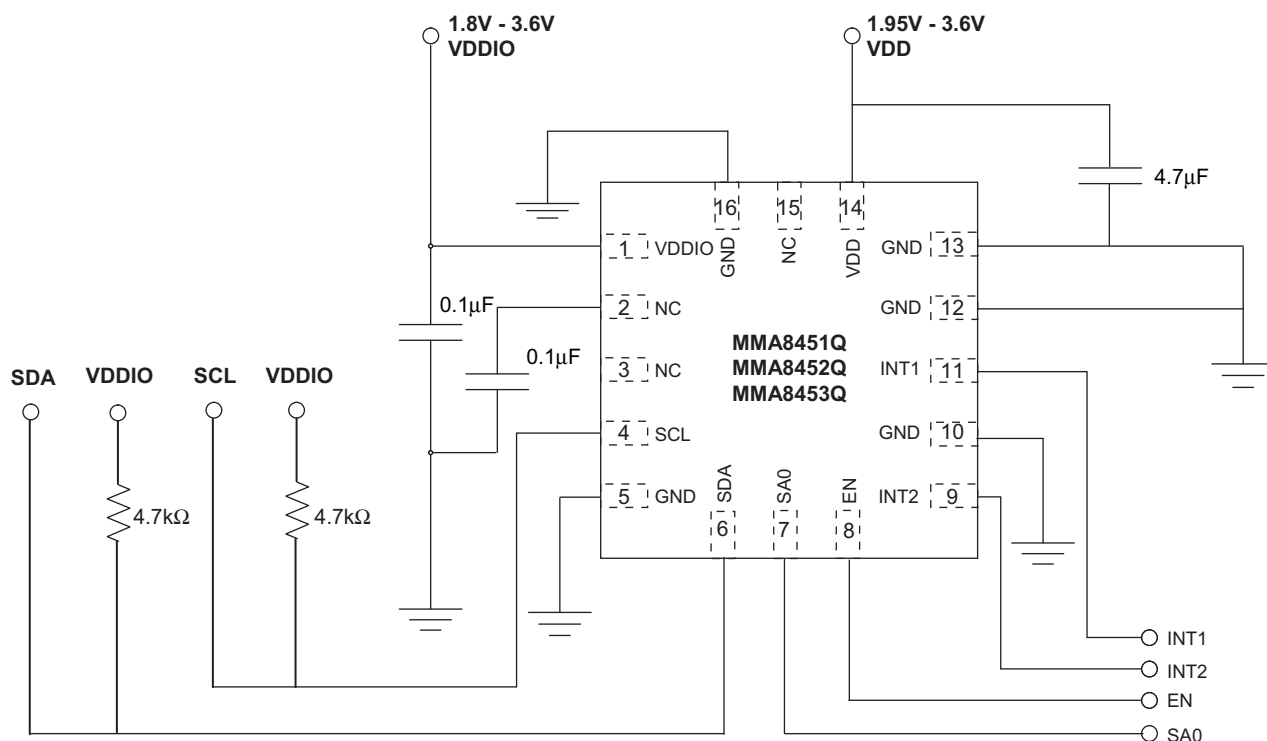 1.8V - 3.6V
VDDIO
1.95V - 3.6V
VDD
4.7μF
16
15
14
GND
NC
VDD
1
VDDIO
GND
13
0.1μF
2
NC
GND
12
0.1μF
3
NC
MMA8451Q
MMA8452Q
MMA8453Q
INT1
11
SDA
VDDIO
SCL
VDDIO
4
SCL
GND
10
5
GND
SDA
SA0
EN
INT2
9
4.7kΩ
4.7kΩ
6
7
8
INT1
INT2
EN
SA0